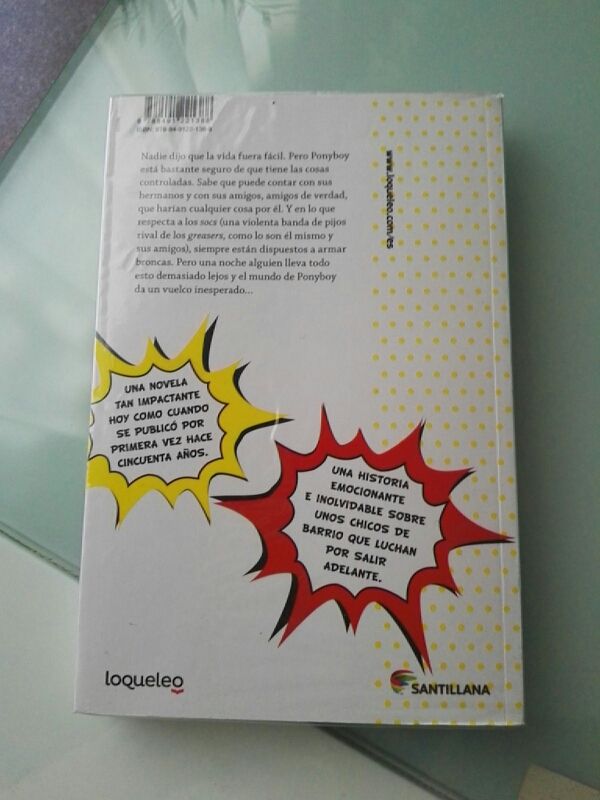 ISBN: 978-84-9122-136-8
Nadie dijo que la vida fuera fácil. Pero Ponyboy
está bastante seguro de que tiene las cosas
controladas. Sabe que puede contar con sus
hermanos y con sus amigos, amigos de verdad,
que harían cualquier cosa por él. Y en lo que
respecta a los socs (una violenta banda de pijos
rival de los greasers, como lo son él mismo y
sus amigos), siempre están dispuestos a armar
broncas. Pero una noche alguien lleva todo
esto demasiado lejos y el mundo de Ponyboy
da un vuelco inesperado...
www.loqueleo.com/es
UNA NOVELA
TAN IMPACTANTE
HOY COMO CUANDO
SE PUBLICÓ POR
PRIMERA VEZ HACE
CINCUENTA AÑOS.
UNA HISTORIA
EMOCIONANTE
E INOLVIDABLE SOBRE
UNOS CHICOS DE
BARRIO QUE LUCHAN
POR SALIR
ADELANTE.
loqueleo
SANTILLANA